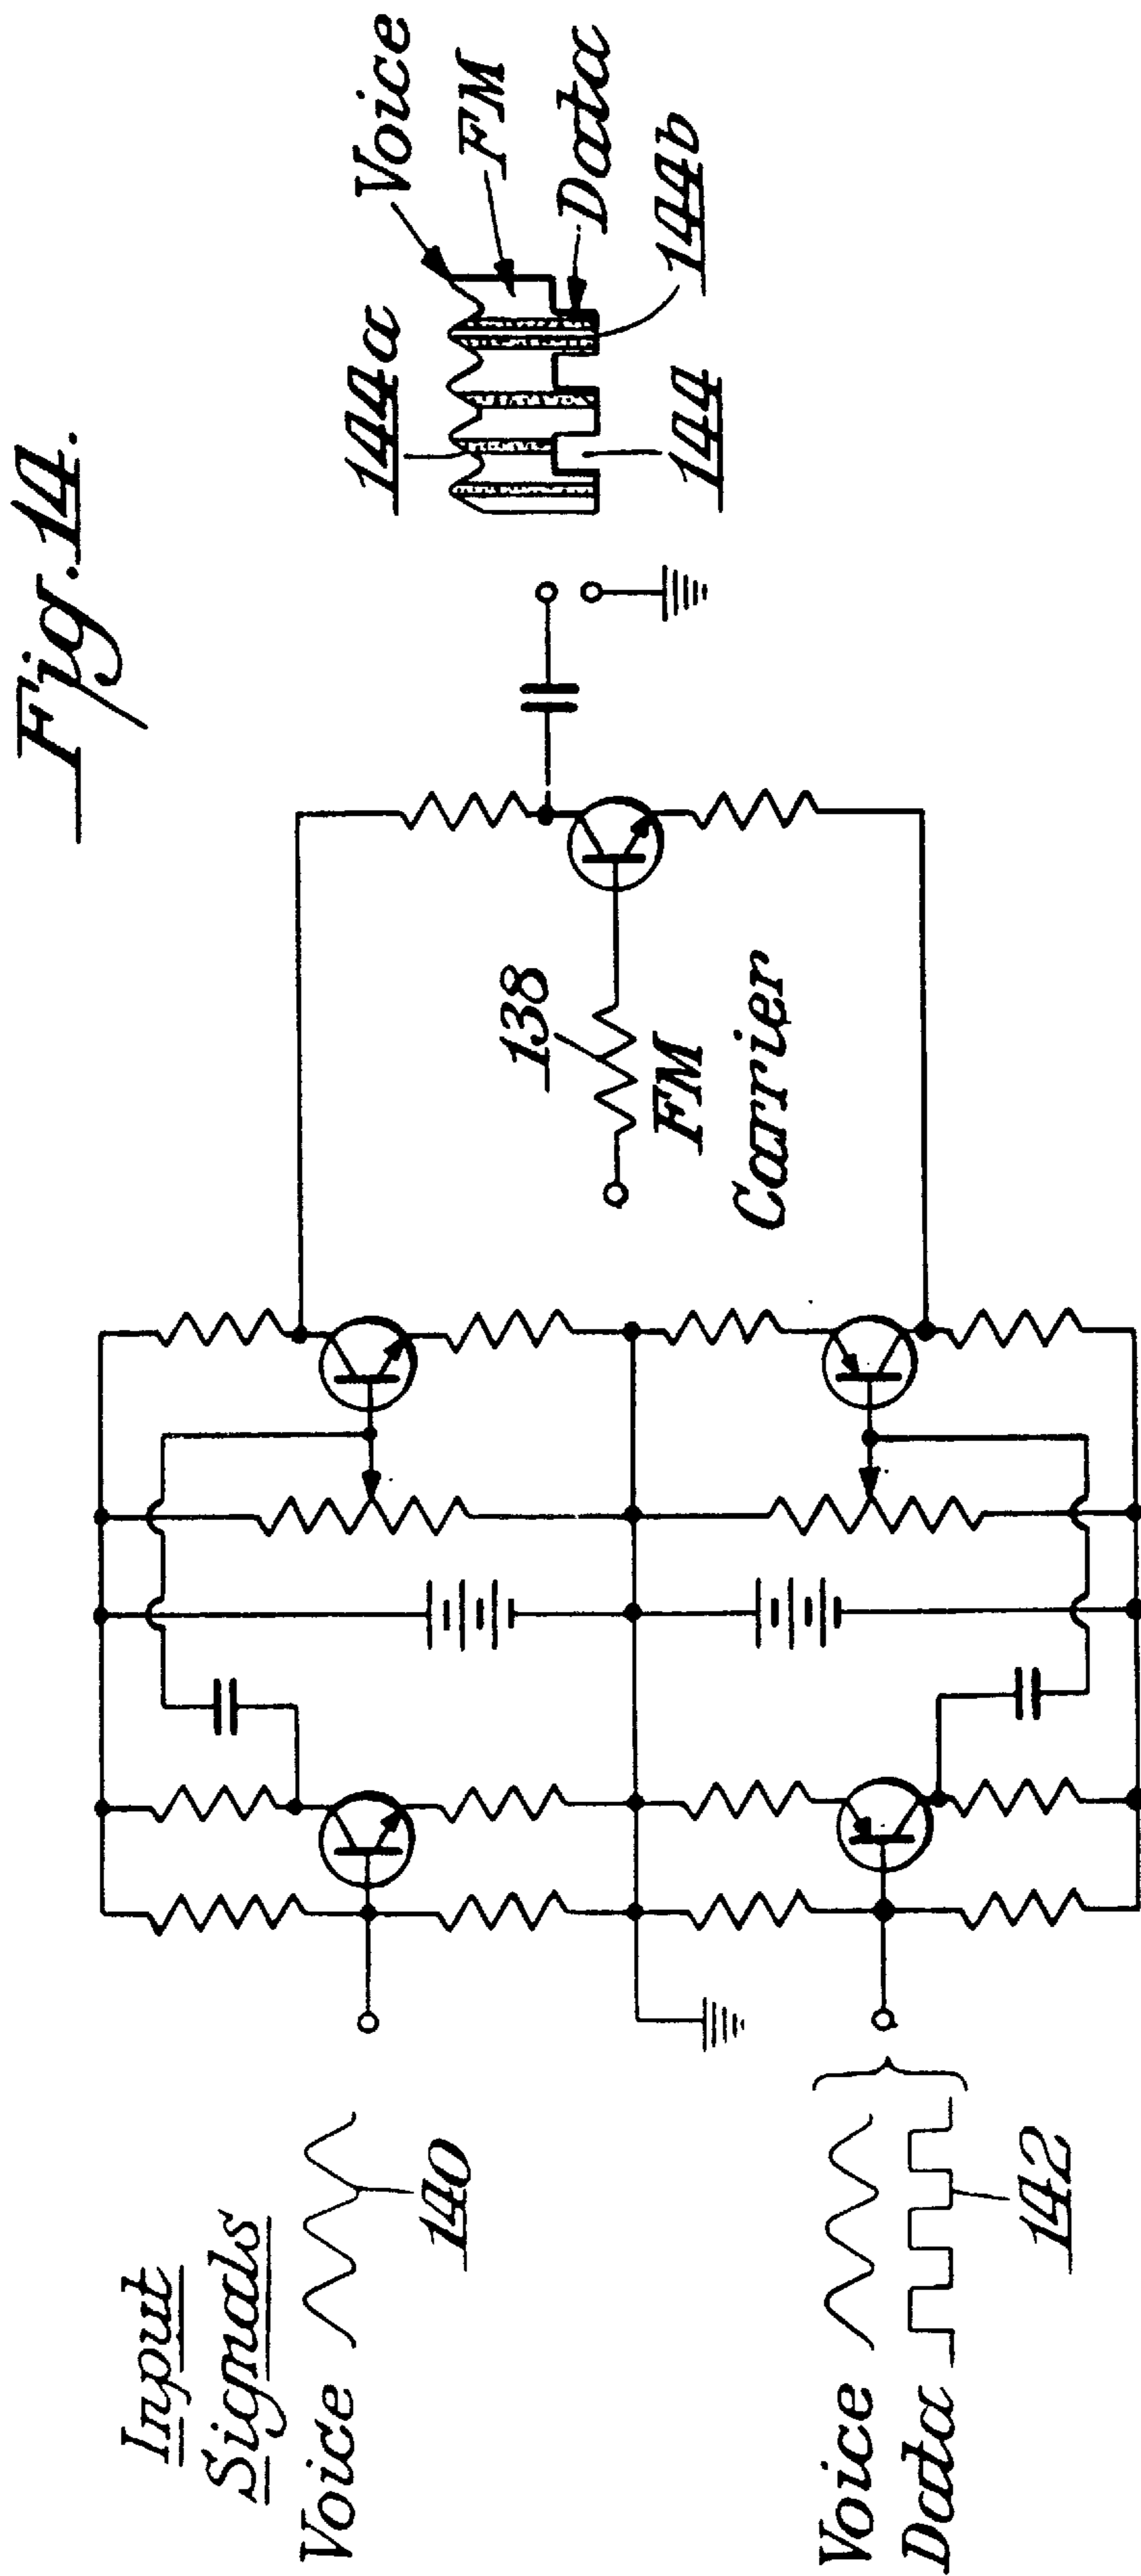 Fig. 14.
Input
Signals
Voice
140
Voice
Data
142
138
FM
Carrier
144a
Voice
FM
Data
144b
144